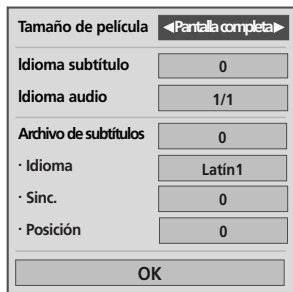 Tamaño de película ◀Pantalla completa▶
Idioma subtítulo 0
Idioma audio 1/1
Archivo de subtítulos 0
· Idioma Latín1
· Sinc. 0
· Posición 0
OK